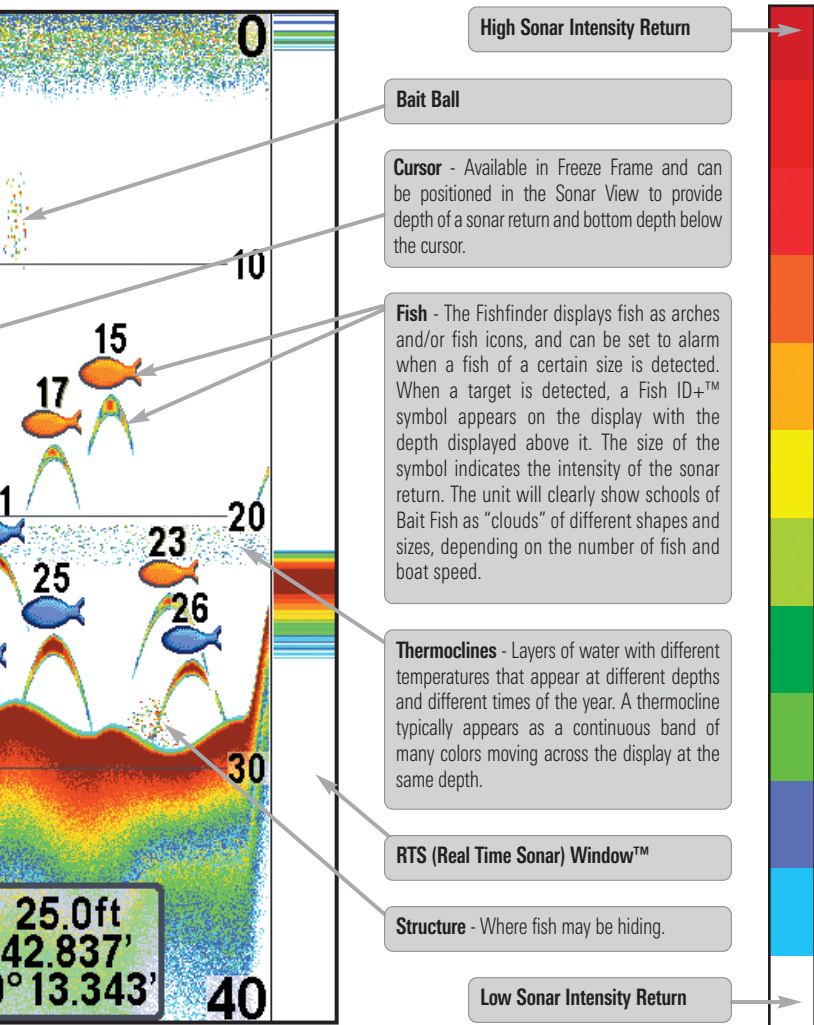 0
10
15
17
1
20
23
25
26
30
25.0ft
42.837’
° 13.343’
40
High Sonar Intensity Return
Bait Ball
Cursor - Available in Freeze Frame and can
be positioned in the Sonar View to provide
depth of a sonar return and bottom depth below
the cursor.
Fish - The Fishfinder displays fish as arches
and/or fish icons, and can be set to alarm
when a fish of a certain size is detected.
When a target is detected, a Fish ID+™
symbol appears on the display with the
depth displayed above it. The size of the
symbol indicates the intensity of the sonar
return. The unit will clearly show schools of
Bait Fish as “clouds” of different shapes and
sizes, depending on the number of fish and
boat speed.
Thermoclines - Layers of water with different
temperatures that appear at different depths
and different times of the year. A thermocline
typically appears as a continuous band of
many colors moving across the display at the
same depth.
RTS (Real Time Sonar) Window™
Structure - Where fish may be hiding.
Low Sonar Intensity Return